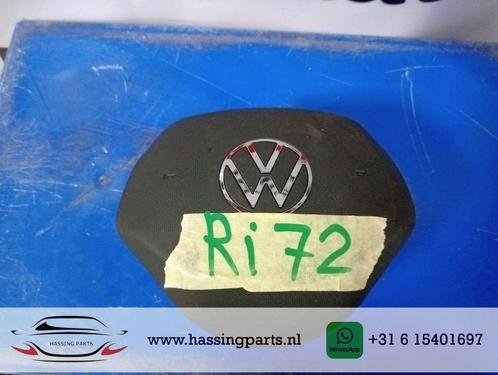 Ri 72
HASSING PARTS
www.hassingparts.nl
WhatsApp
+31 6 15401697